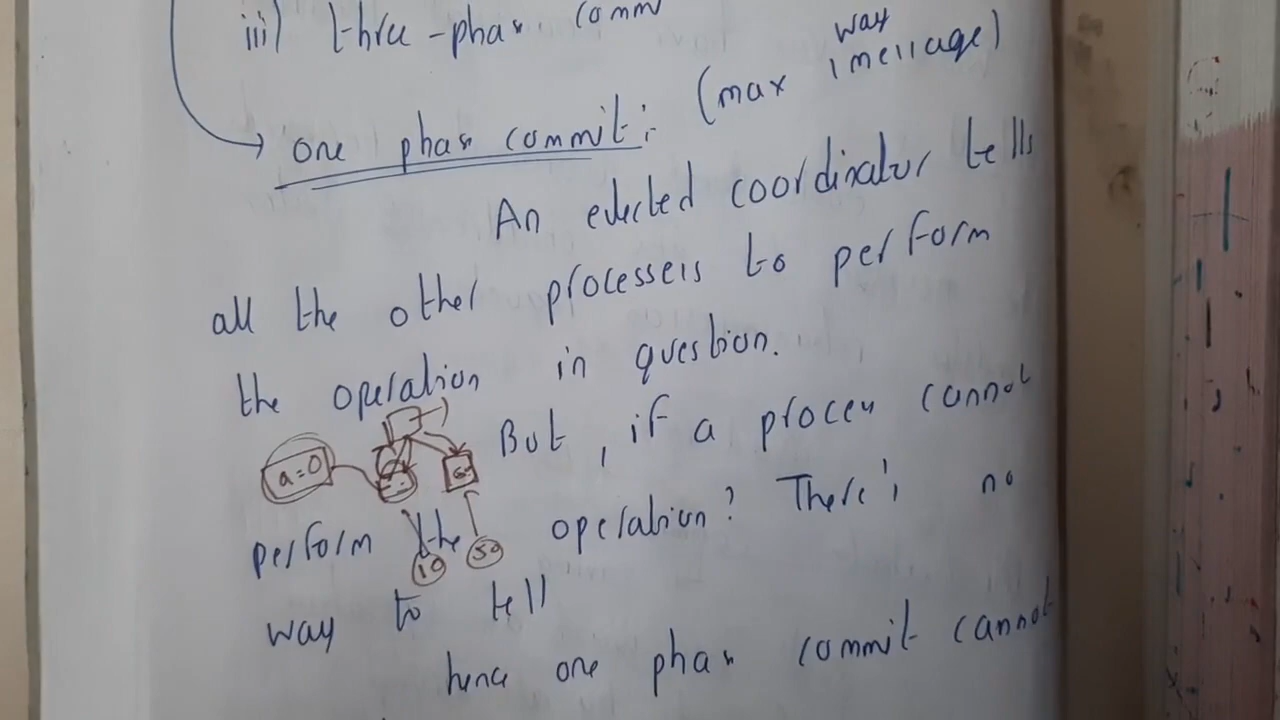 iii) three-phase comm
one phase commit:- (max 1 way message)
An elected coordinator tells
all the other processers to perform
the operation in question.
But, if a process cannot
a=0
perform the operation? There's no
10 50
way to tell
hence one phase commit cannot